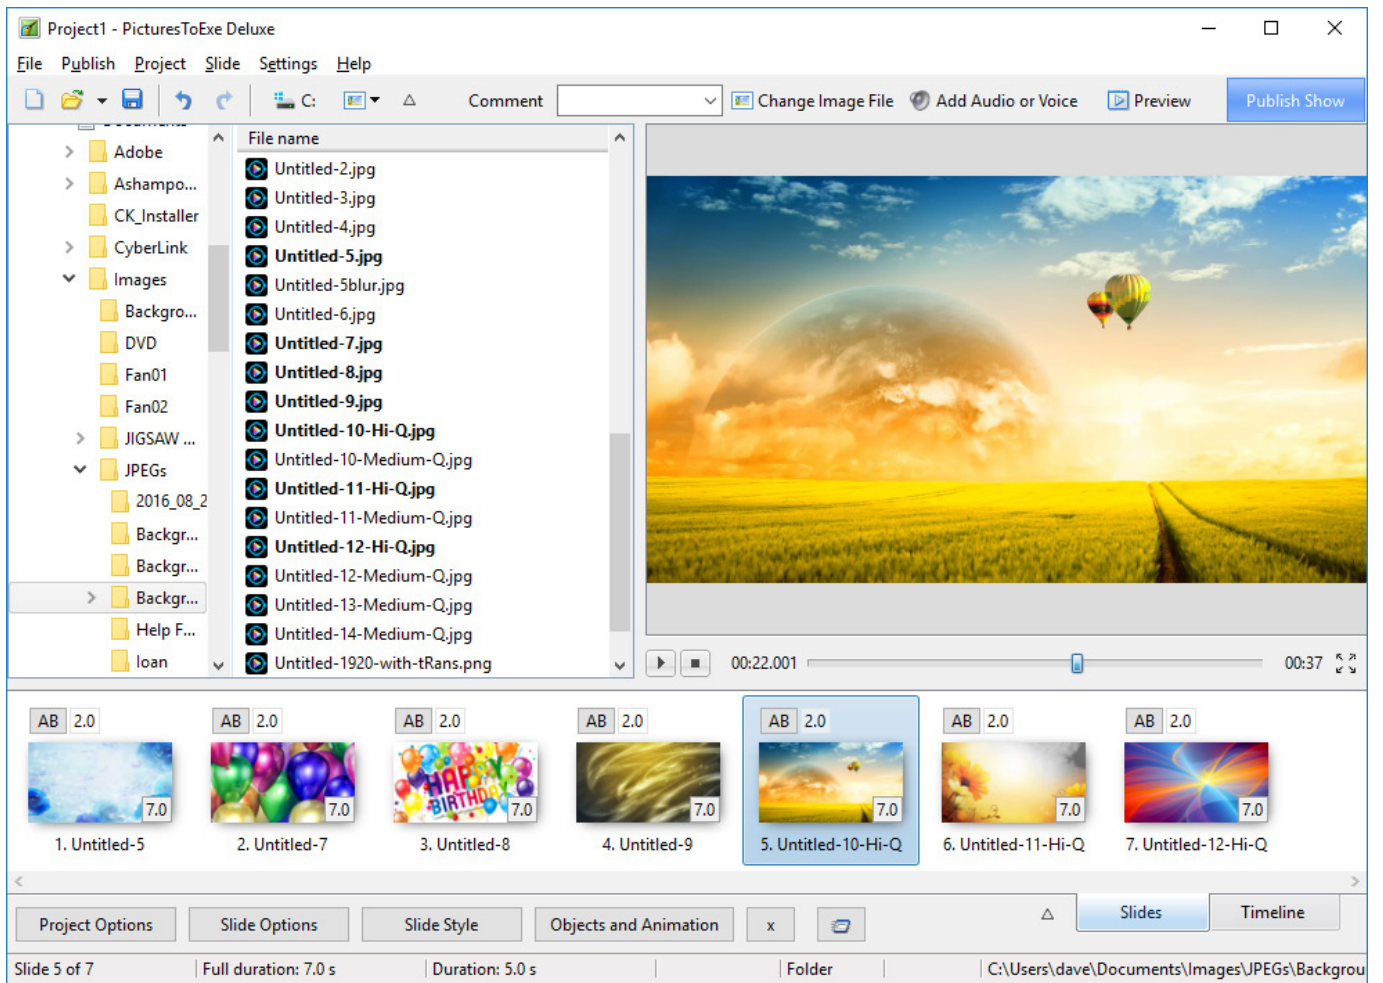 Project1 - PicturesToExe Deluxe
File Publish Project Slide Settings Help
C: Comment Change Image File Add Audio or Voice Preview Publish Show
Adobe
Ashampo...
CK_Installer
CyberLink
Images
Backgro...
DVD
Fan01
Fan02
JIGSAW ...
JPEGs
2016_08_2
Backgr...
Backgr...
Backgr...
Help F...
File name
Untitled-2.jpg
Untitled-3.jpg
Untitled-4.jpg
Untitled-5.jpg
Untitled-5blur.jpg
Untitled-6.jpg
Untitled-7.jpg
Untitled-8.jpg
Untitled-9.jpg
Untitled-10-Hi-Q.jpg
Untitled-10-Medium-Q.jpg
Untitled-11-Hi-Q.jpg
Untitled-11-Medium-Q.jpg
Untitled-12-Hi-Q.jpg
Untitled-12-Medium-Q.jpg
Untitled-13-Medium-Q.jpg
Untitled-14-Medium-Q.jpg
Untitled-1920-with-tRans.png
00:22.001 00:37
AB 2.0 AB 2.0 AB 2.0 AB 2.0 AB 2.0 AB 2.0 AB 2.0
HAPPY
BIRTHDAY
7.0 7.0 7.0 7.0 7.0 7.0 7.0
1. Untitled-5 2. Untitled-7 3. Untitled-8 4. Untitled-9 5. Untitled-10-Hi-Q 6. Untitled-11-Hi-Q 7. Untitled-12-Hi-Q
Project Options Slide Options Slide Style Objects and Animation x Slides Timeline
Slide 5 of 7 Full duration: 7.0 s Duration: 5.0 s Folder C:\Users\dave\Documents\Images\JPEGs\Backgrou